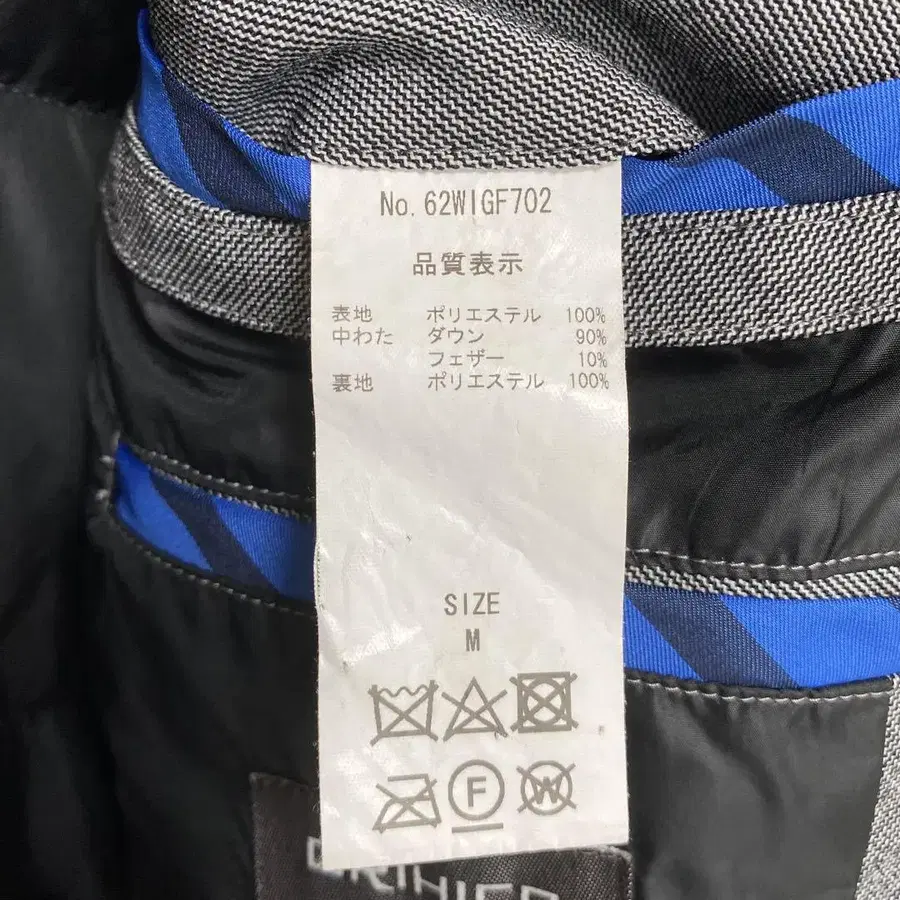 No. 62WIGF702
品質表示
表地 ポリエステル 100%
中わた ダウン 90%
フェザー 10%
裏地 ポリエステル 100%
SIZE
M
F
W